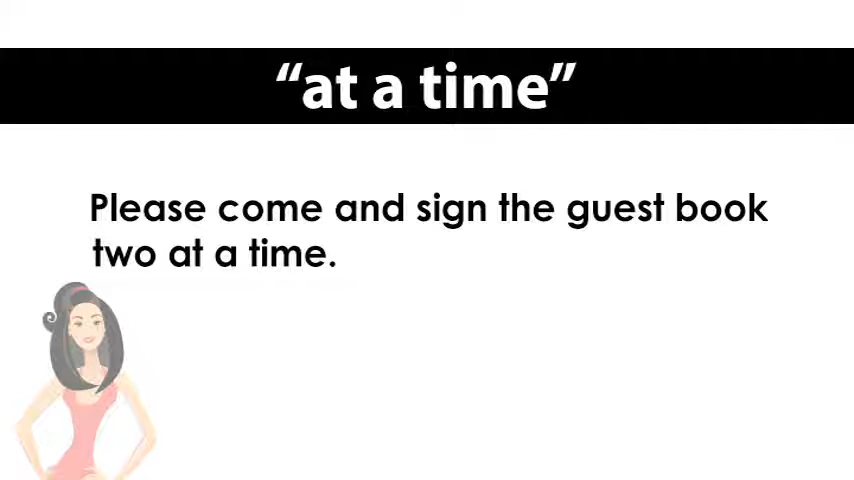 “at a time”
Please come and sign the guest book
two at a time.